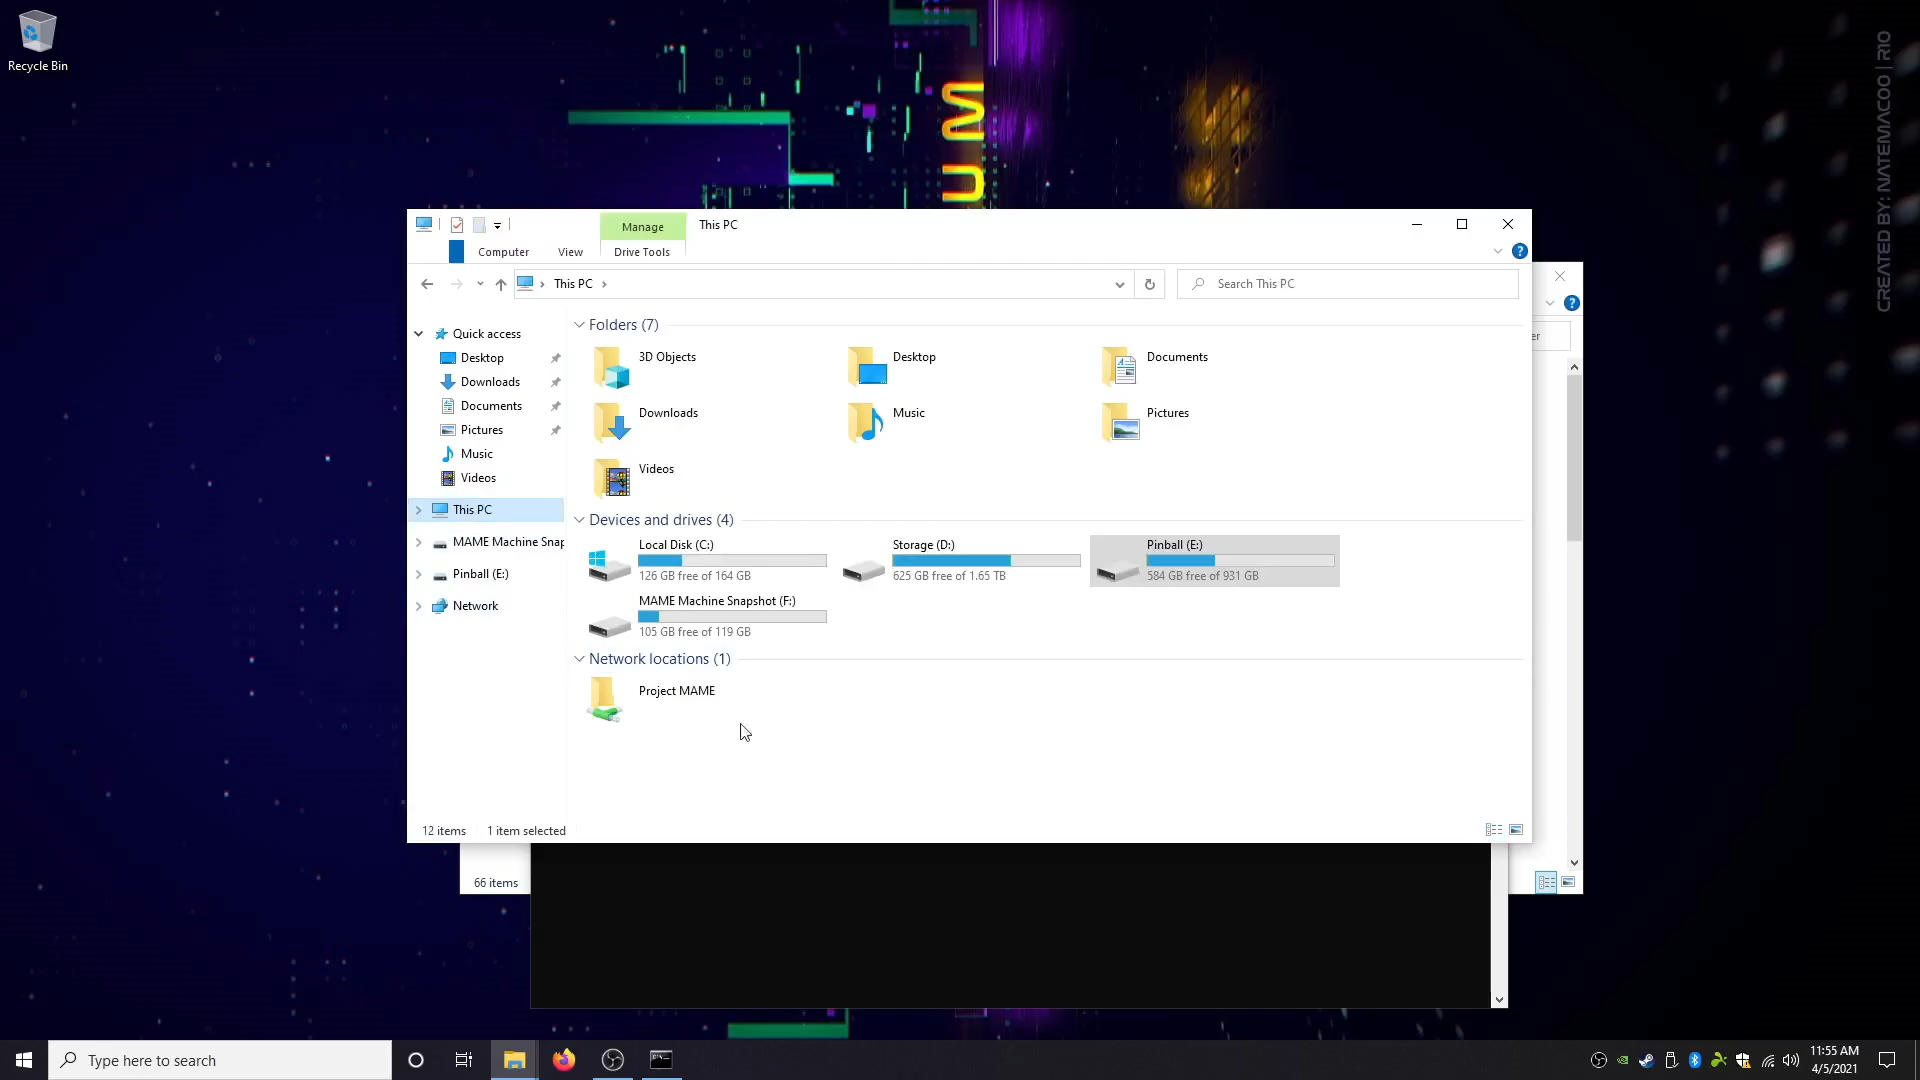 Recycle Bin
UM
CREATED BY: NATEMACOO | RIO
Manage
This PC
Computer
View
Drive Tools
This PC
Search This PC
er
Quick access
Desktop
Downloads
Documents
Pictures
Music
Videos
This PC
MAME Machine Snap
Pinball (E:)
Network
Folders (7)
3D Objects
Desktop
Documents
Downloads
Music
Pictures
Videos
Devices and drives (4)
Local Disk (C:)
126 GB free of 164 GB
Storage (D:)
625 GB free of 1.65 TB
Pinball (E:)
584 GB free of 931 GB
MAME Machine Snapshot (F:)
105 GB free of 119 GB
Network locations (1)
Project MAME
12 items
1 item selected
66 items
Type here to search
11:55 AM
4/5/2021